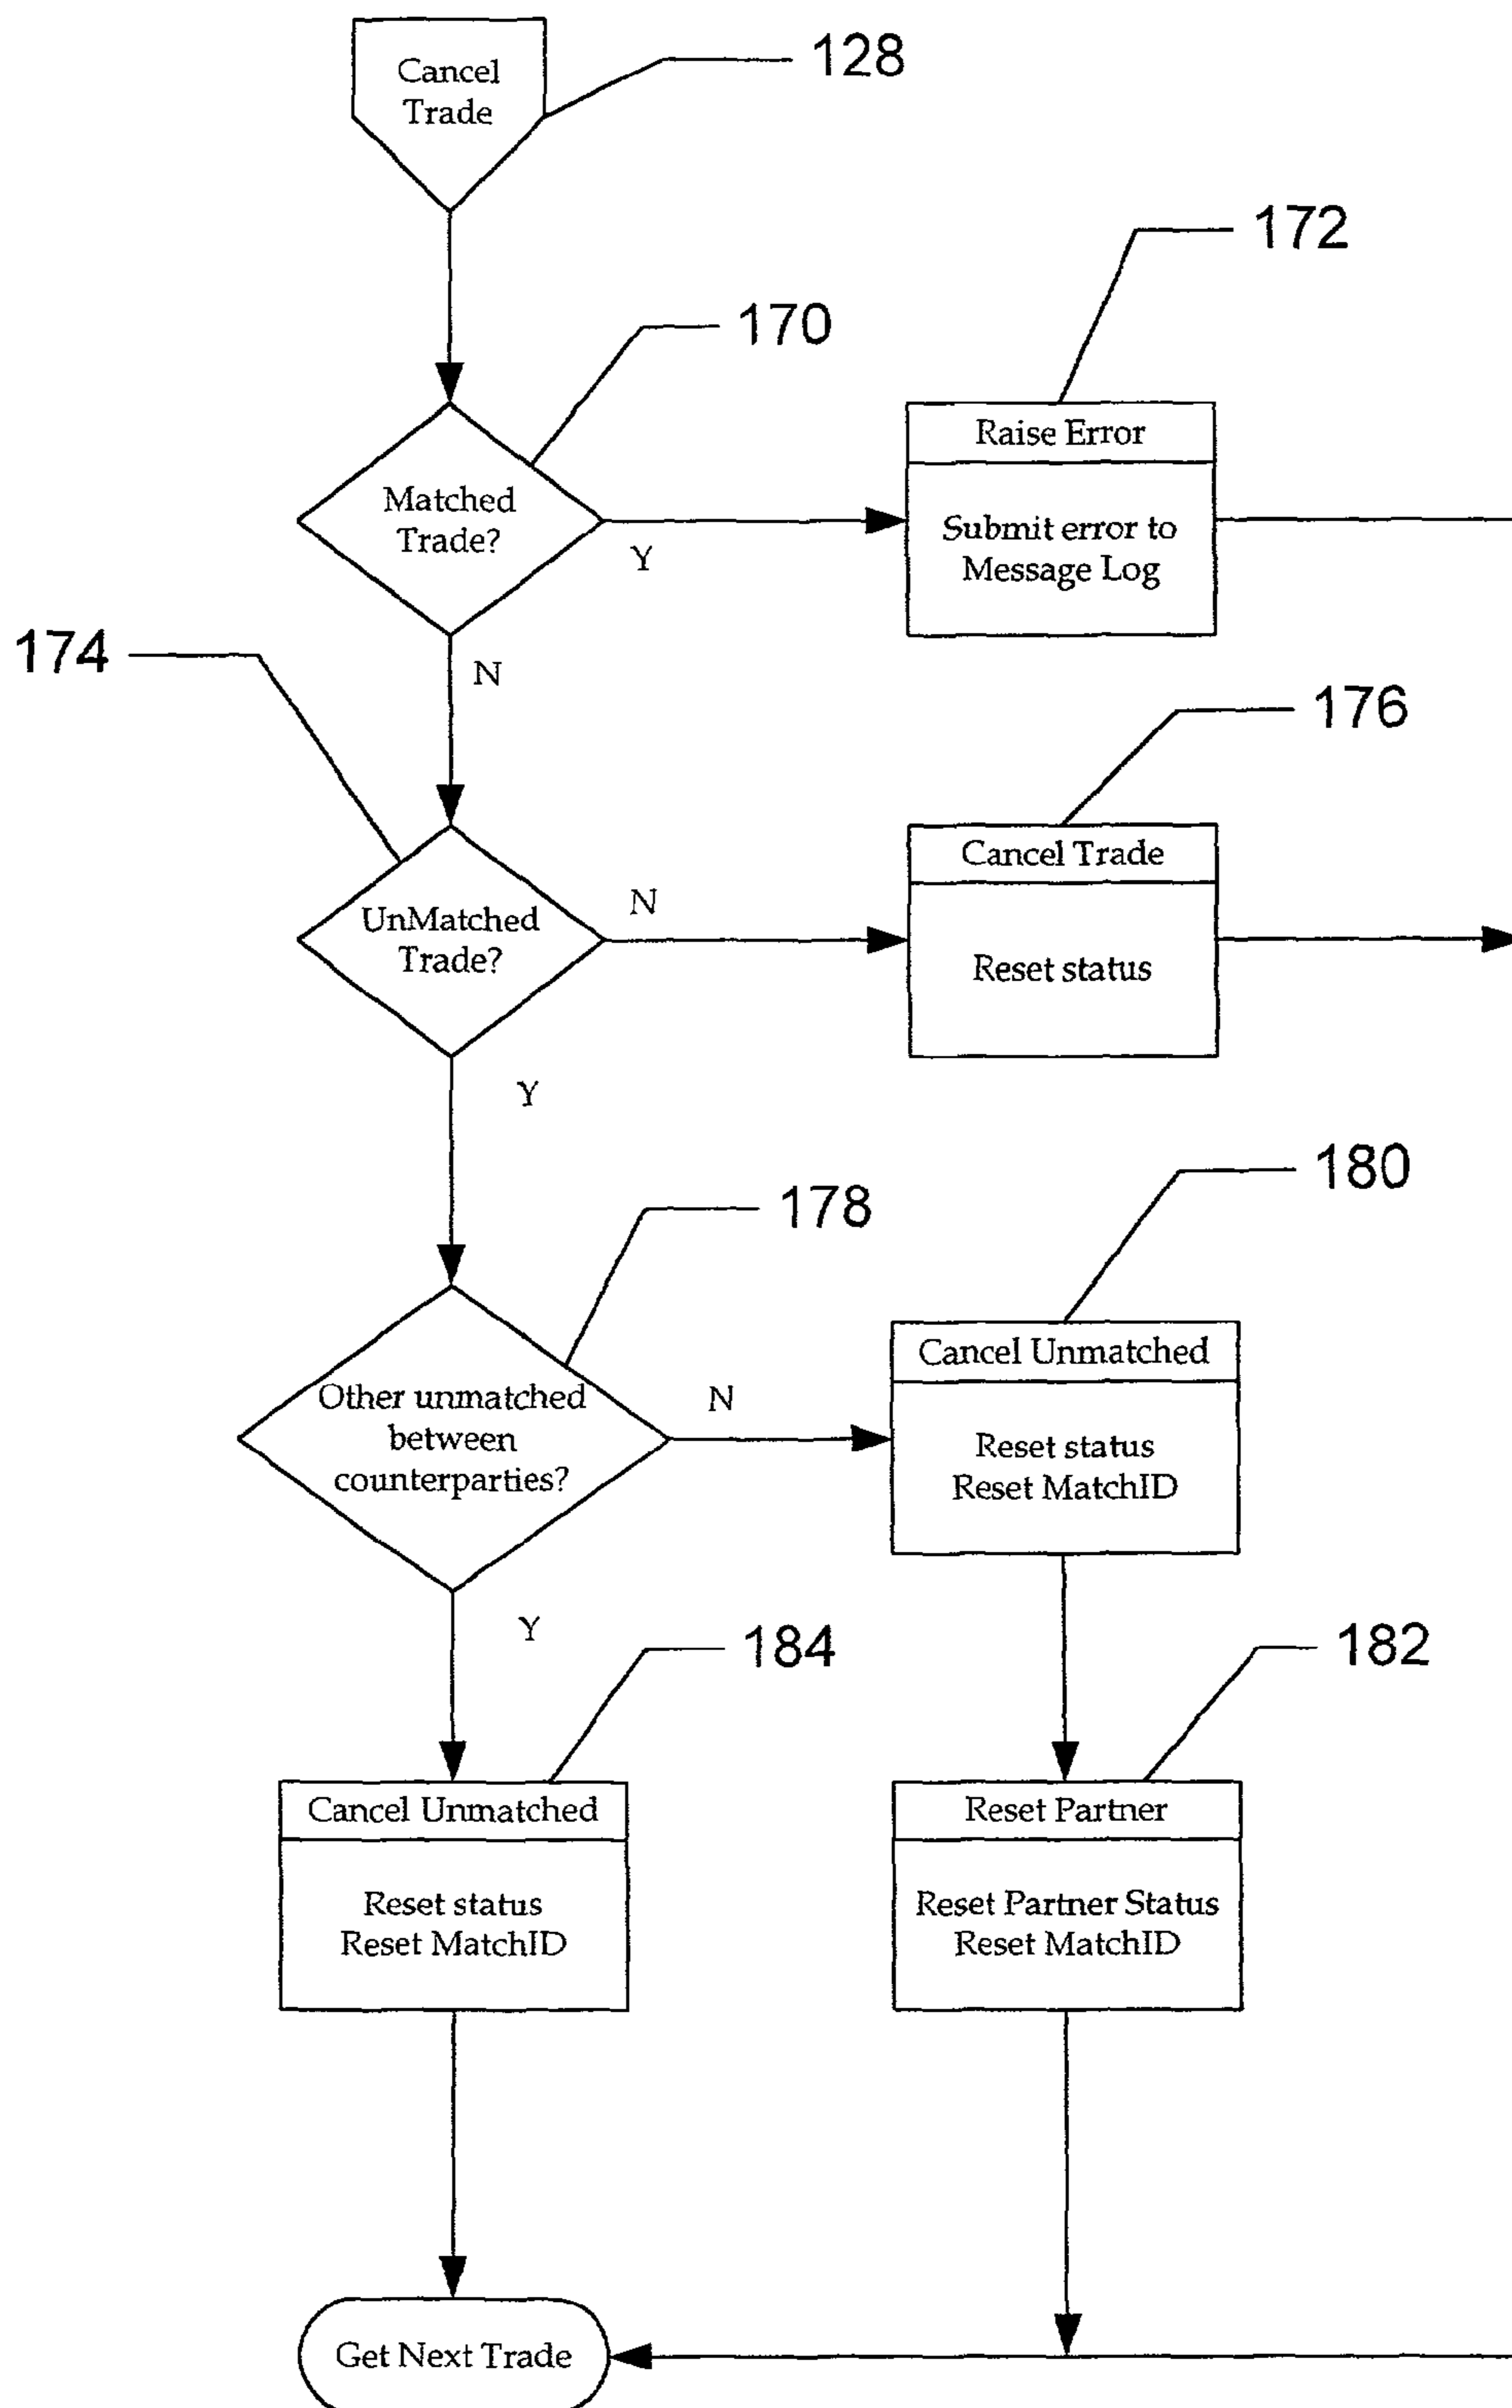 Cancel
Trade
128
172
170
Raise Error
Matched
Trade?
Submit error to
Message Log
Y
N
174
176
Cancel Trade
UnMatched
Trade?
N
Reset status
Y
180
178
Cancel Unmatched
Other unmatched
between
counterparties?
N
Reset status
Reset MatchID
Y
184
182
Cancel Unmatched
Reset Partner
Reset status
Reset MatchID
Reset Partner Status
Reset MatchID
Get Next Trade